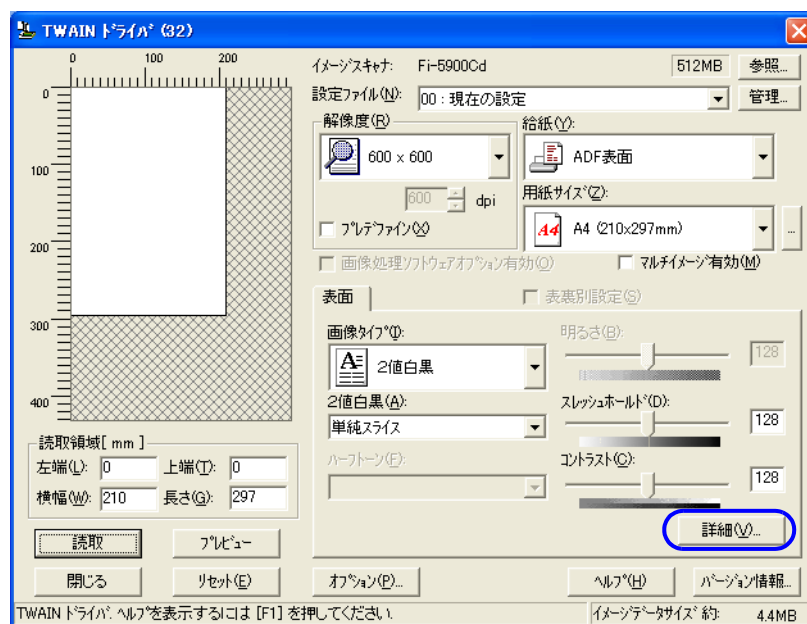 TWAIN ﾄﾞﾗｲﾊﾞ (32)
0 100 200
0
100
200
300
400
ｲﾒｰｼﾞｽｷｬﾅ: Fi-5900Cd 512MB 参照...
設定ﾌｧｲﾙ(N): 00 : 現在の設定 管理...
解像度(R)
600 × 600
600 dpi
ﾌﾟﾚﾃﾞﾌｧｲﾝ(X)
給紙(Y):
ADF表面
用紙ｻｲｽﾞ(Z):
A4 A4 (210x297mm) ...
画像処理ｿﾌﾄｳｪｱｵﾌﾟｼｮﾝ有効(O) ﾏﾙﾁｲﾒｰｼﾞ有効(M)
表面 表裏別設定(S)
画像ﾀｲﾌﾟ(I):
A 2値白黒
2値白黒(A):
単純ｽﾗｲｽ
ﾊｰﾌﾄｰﾝ(F):
明るさ(B):
128
ｽﾚｯｼｭﾎｰﾙﾄﾞ(D):
128
ｺﾝﾄﾗｽﾄ(C):
128
詳細(V)...
読取領域[ mm ]
左端(L): 0 上端(T): 0
横幅(W): 210 長さ(G): 297
読取 ﾌﾟﾚﾋﾞｭｰ
閉じる ﾘｾｯﾄ(E) ｵﾌﾟｼｮﾝ(P)... ﾍﾙﾌﾟ(H) ﾊﾞｰｼﾞｮﾝ情報...
TWAIN ﾄﾞﾗｲﾊﾞ. ﾍﾙﾌﾟを表示するには [F1] を押してください. ｲﾒｰｼﾞﾃﾞｰﾀｻｲｽﾞ 約: 4.4MB